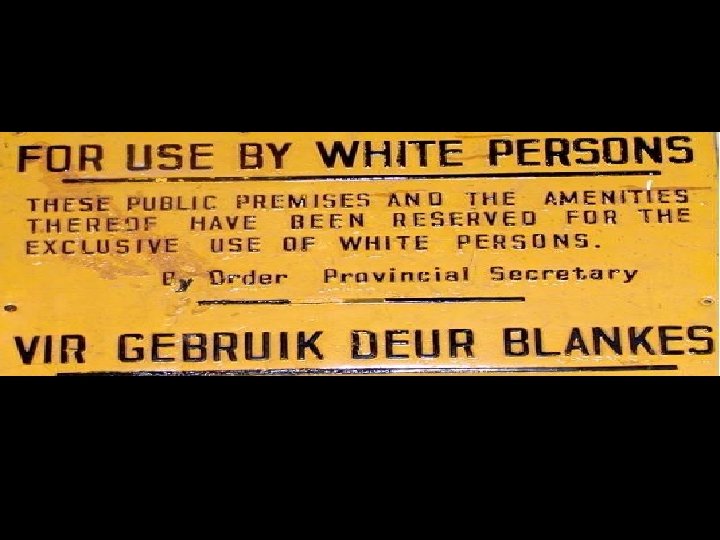 FOR USE BY WHITE PERSONS
THESE PUBLIC PREMISES AND THE AMENITIES
THEREOF HAVE BEEN RESERVED FOR THE
EXCLUSIVE USE OF WHITE PERSONS.
By Order Provincial Secretary
VIR GEBRUIK DEUR BLANKES